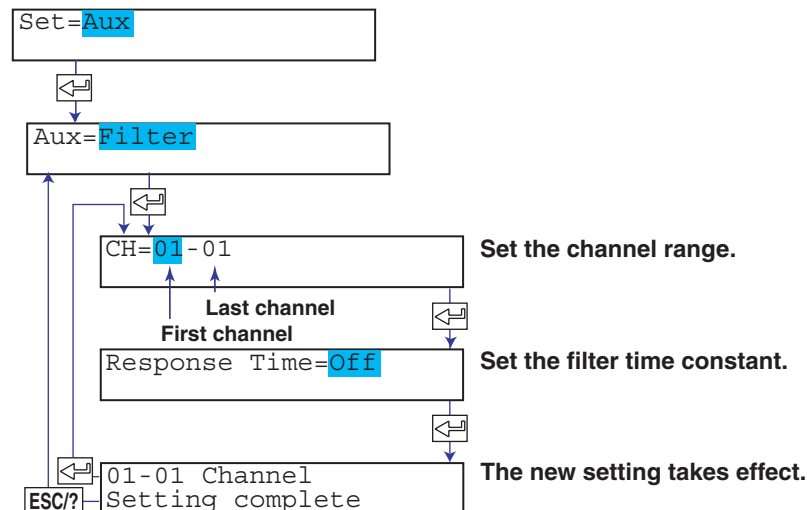 Set=Aux
Aux=Filter
CH=01-01
Set the channel range.
Last channel
First channel
Response Time=Off
Set the filter time constant.
01-01 Channel
The new setting takes effect.
ESC/?
Setting complete